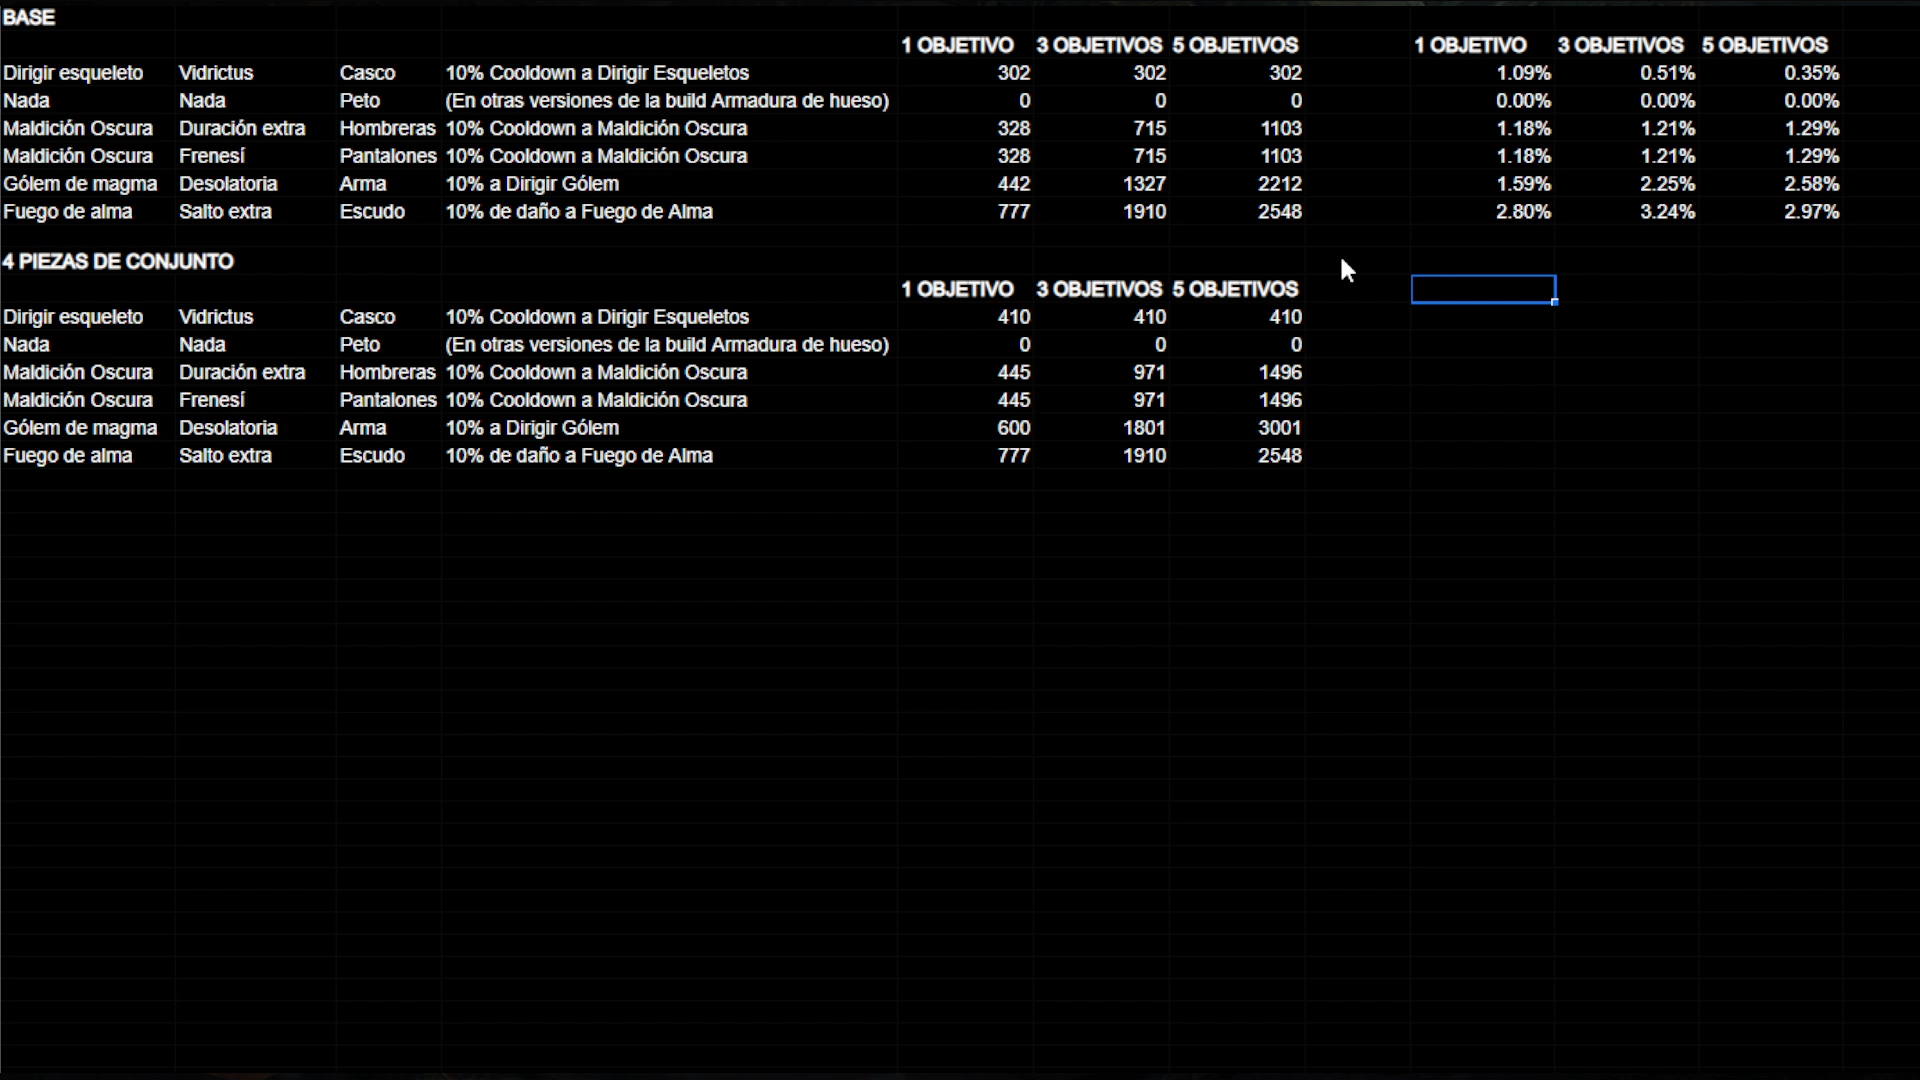 BASE
1 OBJETIVO 3 OBJETIVOS 5 OBJETIVOS 1 OBJETIVO 3 OBJETIVOS 5 OBJETIVOS
Dirigir esqueleto Vidrictus Casco 10% Cooldown a Dirigir Esqueletos 302 302 302 1.09% 0.51% 0.35%
Nada Nada Peto (En otras versiones de la build Armadura de hueso) 0 0 0 0.00% 0.00% 0.00%
Maldición Oscura Duración extra Hombreras 10% Cooldown a Maldición Oscura 328 715 1103 1.18% 1.21% 1.29%
Maldición Oscura Frenesí Pantalones 10% Cooldown a Maldición Oscura 328 715 1103 1.18% 1.21% 1.29%
Gólem de magma Desolatoria Arma 10% a Dirigir Gólem 442 1327 2212 1.59% 2.25% 2.58%
Fuego de alma Salto extra Escudo 10% de daño a Fuego de Alma 777 1910 2548 2.80% 3.24% 2.97%
4 PIEZAS DE CONJUNTO
1 OBJETIVO 3 OBJETIVOS 5 OBJETIVOS
Dirigir esqueleto Vidrictus Casco 10% Cooldown a Dirigir Esqueletos 410 410 410
Nada Nada Peto (En otras versiones de la build Armadura de hueso) 0 0 0
Maldición Oscura Duración extra Hombreras 10% Cooldown a Maldición Oscura 445 971 1496
Maldición Oscura Frenesí Pantalones 10% Cooldown a Maldición Oscura 445 971 1496
Gólem de magma Desolatoria Arma 10% a Dirigir Gólem 600 1801 3001
Fuego de alma Salto extra Escudo 10% de daño a Fuego de Alma 777 1910 2548